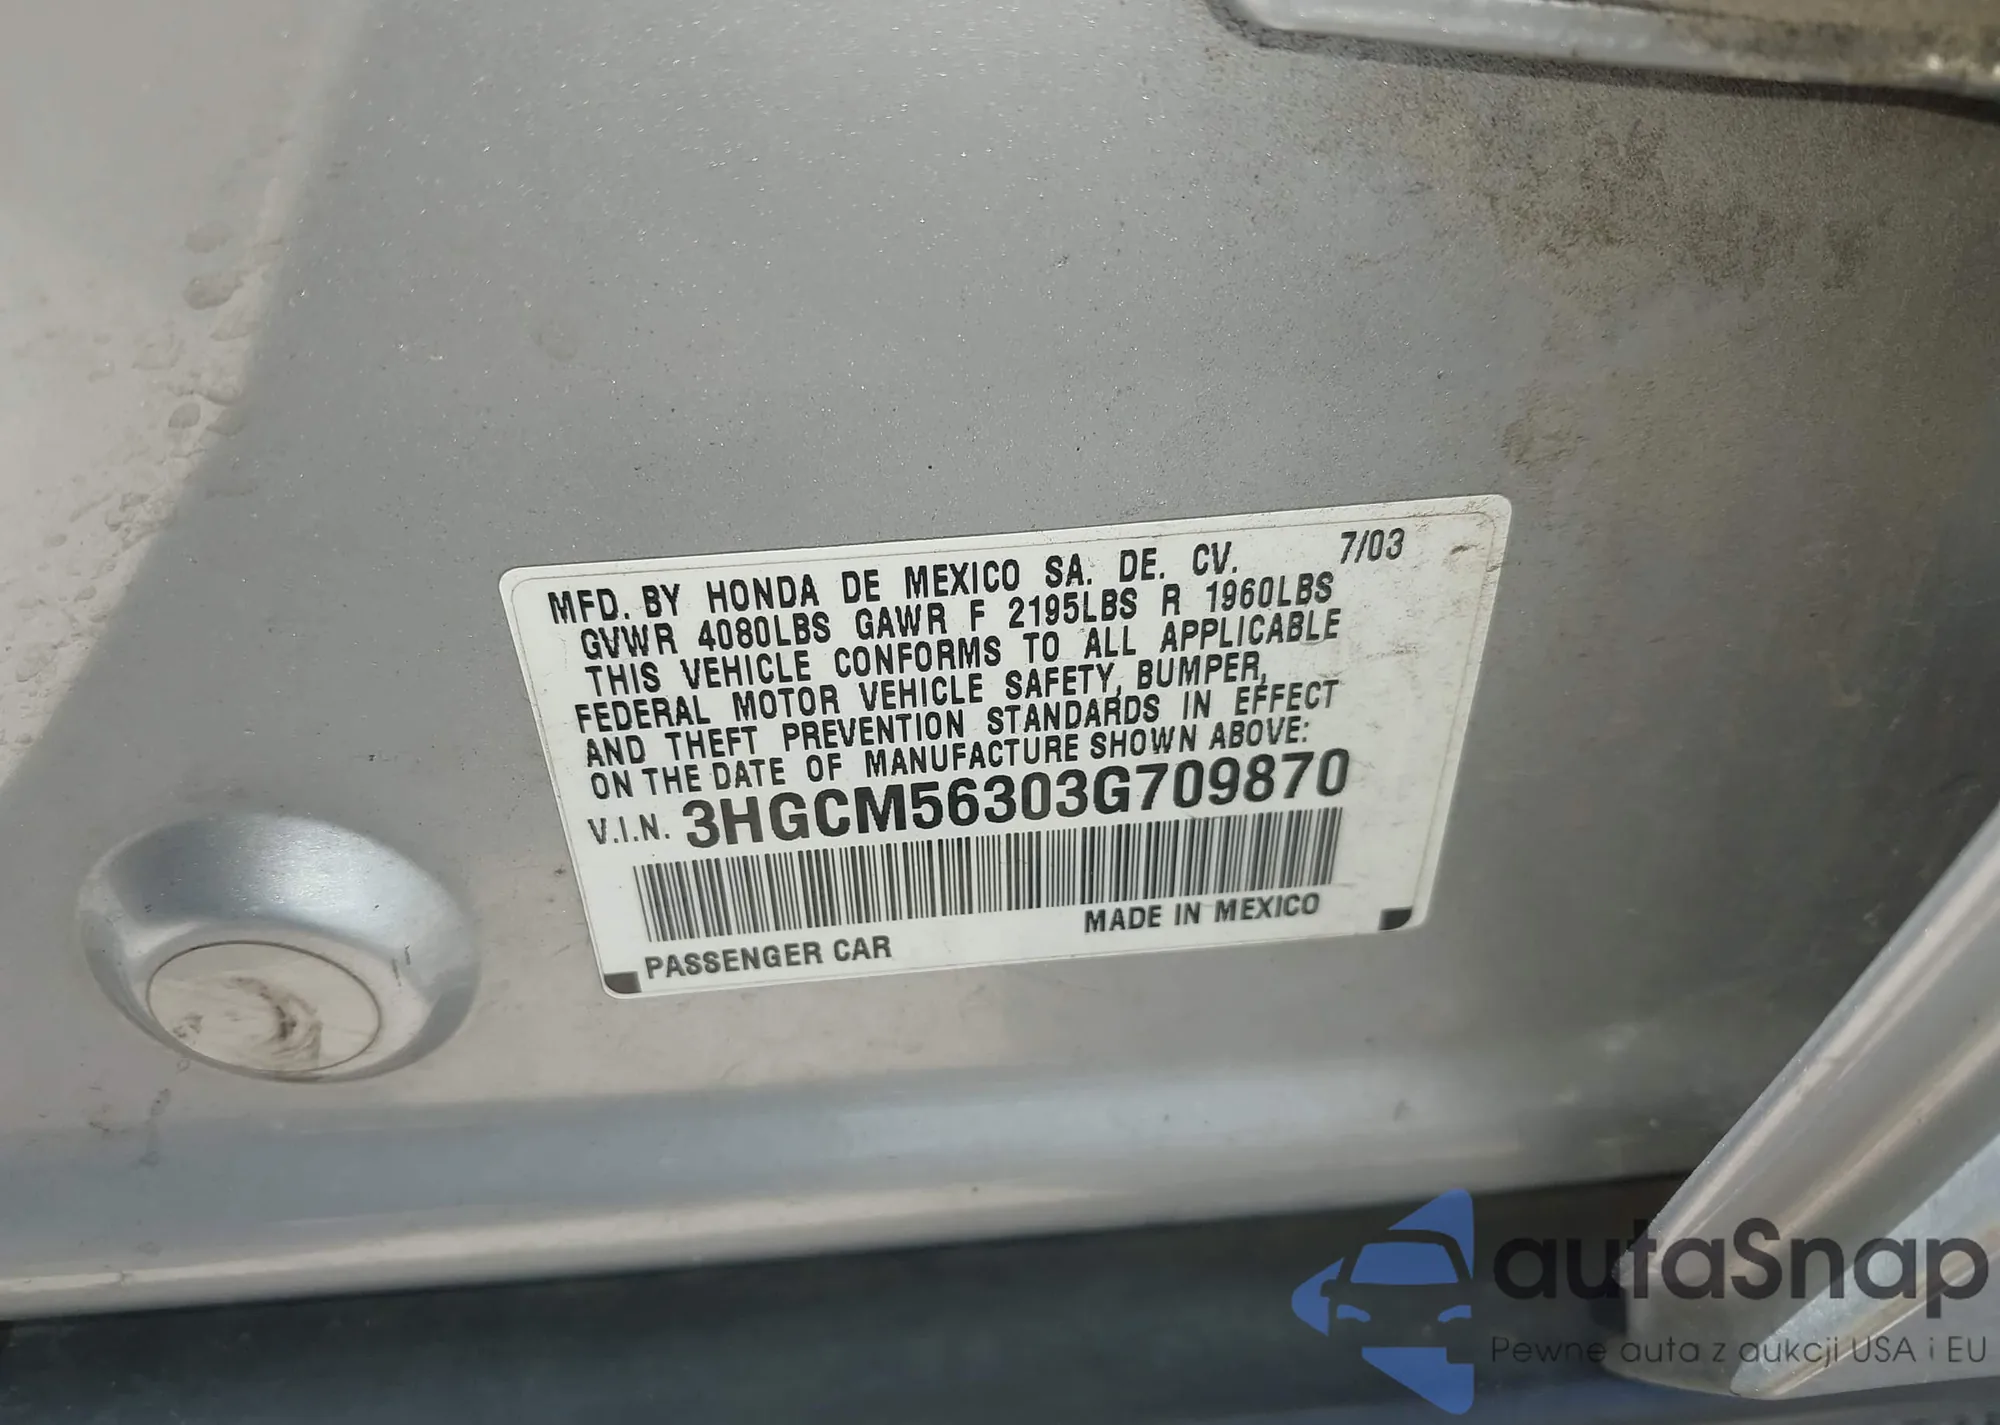 MFD. BY HONDA DE MEXICO SA. DE. CV. 7/03
GVWR 4080LBS GAWR F 2195LBS R 1960LBS
THIS VEHICLE CONFORMS TO ALL APPLICABLE
FEDERAL MOTOR VEHICLE SAFETY, BUMPER,
AND THEFT PREVENTION STANDARDS IN EFFECT
ON THE DATE OF MANUFACTURE SHOWN ABOVE:
V.I.N. 3HGCM56303G709870
PASSENGER CAR MADE IN MEXICO
autaSnap
Pewne auta z aukcji USA i EU